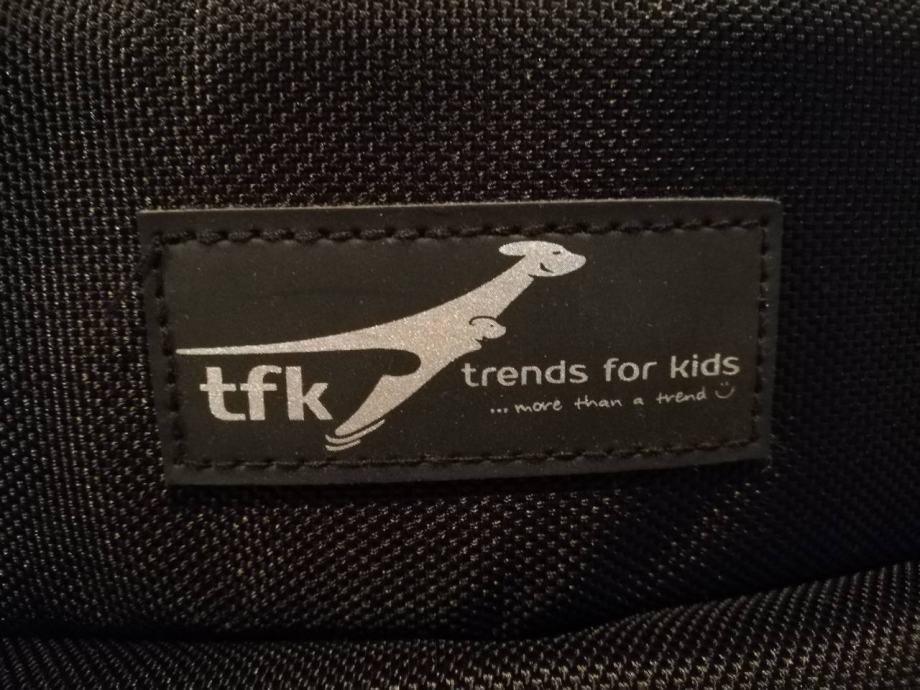 tfk
trends for kids
...more than a trend